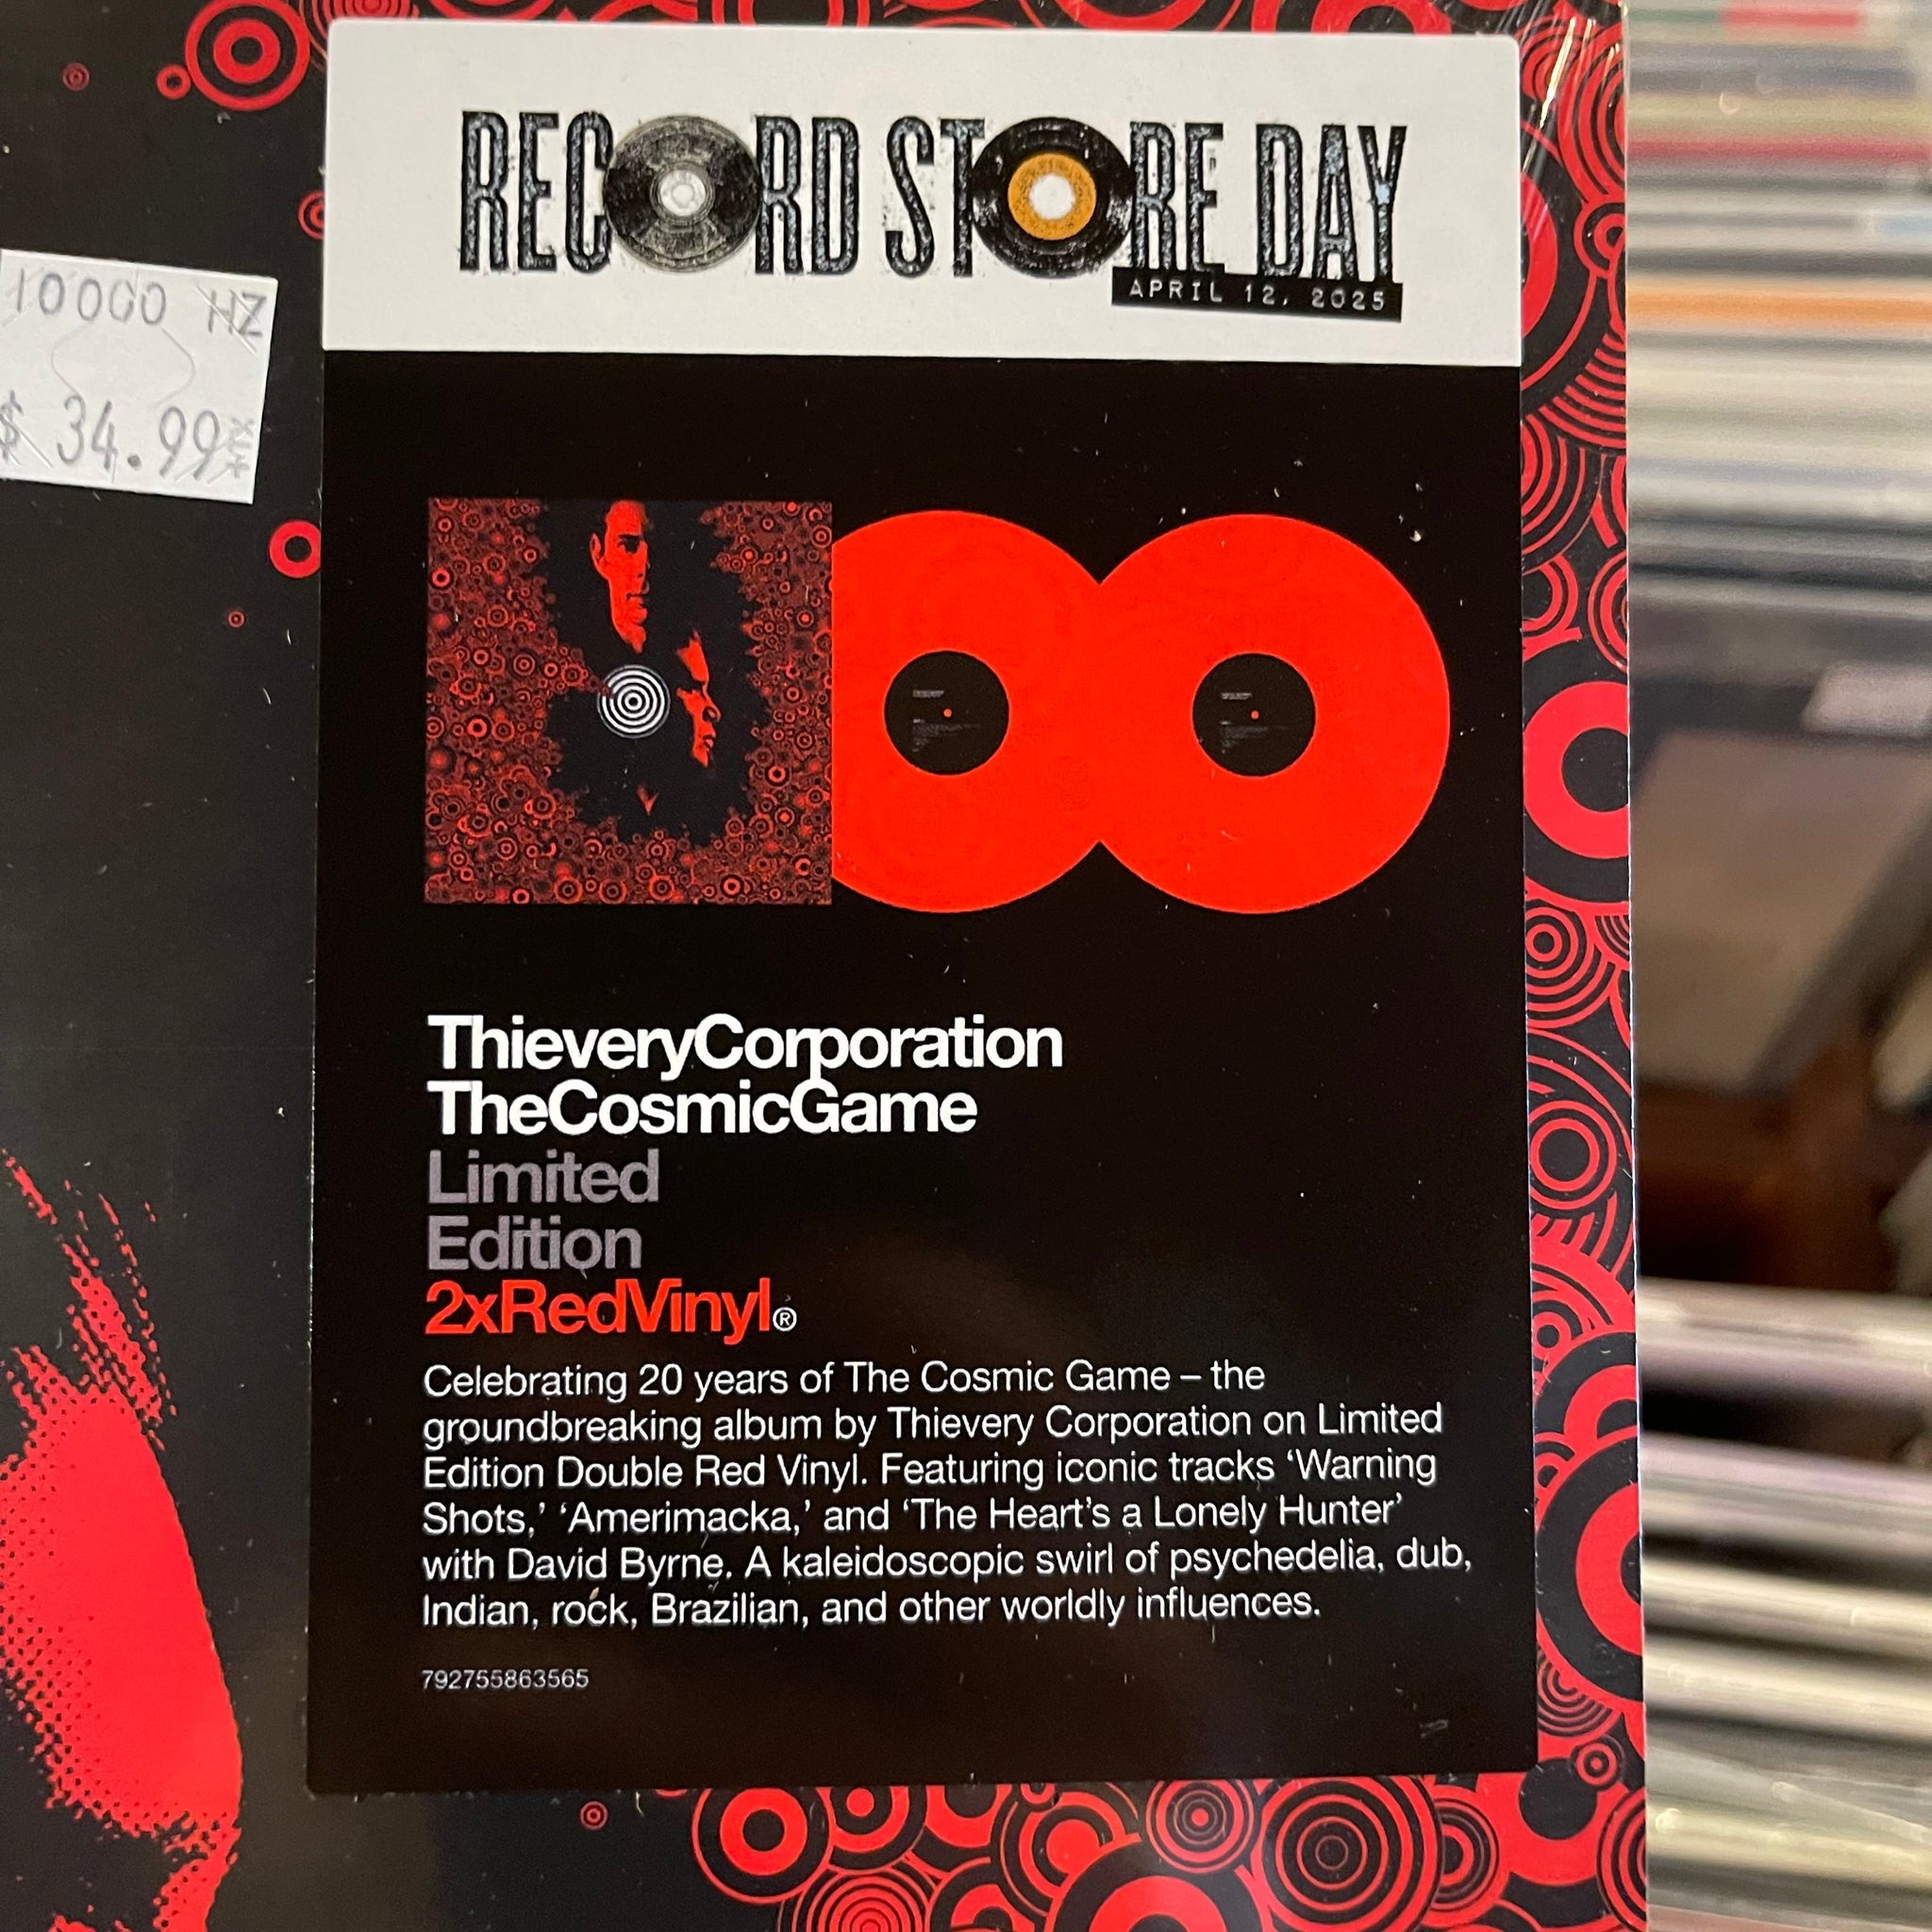 RECORD STORE DAY
APRIL 12, 2025
10000 HZ
$ 34.99
ThieveryCorporation
TheCosmicGame
Limited
Edition
2xRedVinyl®
Celebrating 20 years of The Cosmic Game – the
groundbreaking album by Thievery Corporation on Limited
Edition Double Red Vinyl. Featuring iconic tracks ‘Warning
Shots,’ ‘Amerimacka,’ and ‘The Heart’s a Lonely Hunter’
with David Byrne. A kaleidoscopic swirl of psychedelia, dub,
Indian, rock, Brazilian, and other worldly influences.
792755863565